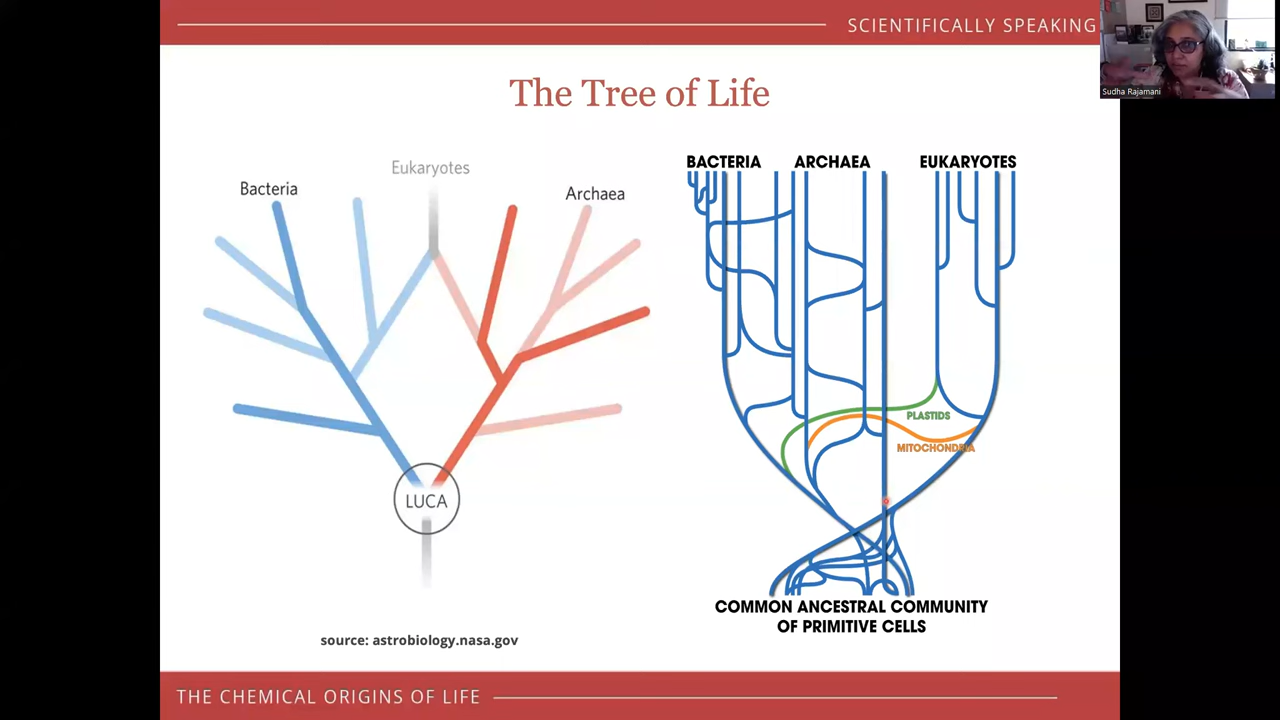 SCIENTIFICALLY SPEAKING
Sudha Rajamani
The Tree of Life
Eukaryotes
Bacteria
Archaea
LUCA
source: astrobiology.nasa.gov
BACTERIA
ARCHAEA
EUKARYOTES
PLASTIDS
MITOCHONDRIA
COMMON ANCESTRAL COMMUNITY
OF PRIMITIVE CELLS
THE CHEMICAL ORIGINS OF LIFE